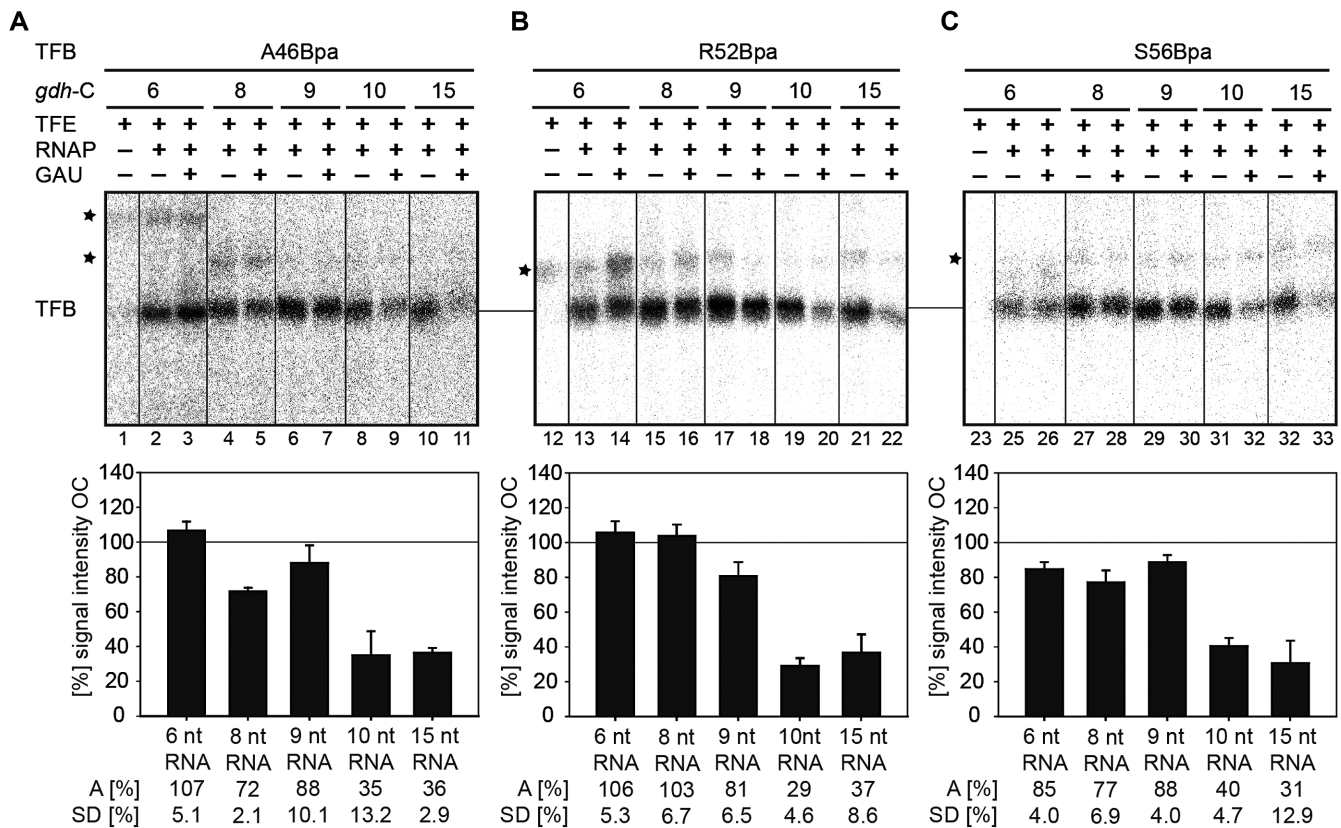 A B C
TFB A46Bpa R52Bpa S56Bpa
gdh-C 6 8 9 10 15 6 8 9 10 15 6 8 9 10 15
TFE + + + + + + + + + + + + + + + + + + + + + + + + + + + + + + + + +
RNAP – + + + + + + + + + + – + + + + + + + + + + – + + + + + + + + + +
GAU + + + + + + + + + + + + + + +
TFB
1 2 3 4 5 6 7 8 9 10 11 12 13 14 15 16 17 18 19 20 21 22 23 25 26 27 28 29 30 31 32 32 33
[%] signal intensity OC
140
120
100
80
60
40
20
0
6 nt 8 nt 9 nt 10 nt 15 nt
RNA RNA RNA RNA RNA
A [%] 107 72 88 35 36
SD [%] 5.1 2.1 10.1 13.2 2.9
[%] signal intensity OC
140
120
100
80
60
40
20
0
6 nt 8 nt 9 nt 10nt 15 nt
RNA RNA RNA RNA RNA
A [%] 106 103 81 29 37
SD [%] 5.3 6.7 6.5 4.6 8.6
[%] signal intensity OC
140
120
100
80
60
40
20
0
6 nt 8 nt 9 nt 10 nt 15 nt
RNA RNA RNA RNA RNA
A [%] 85 77 88 40 31
SD [%] 4.0 6.9 4.0 4.7 12.9